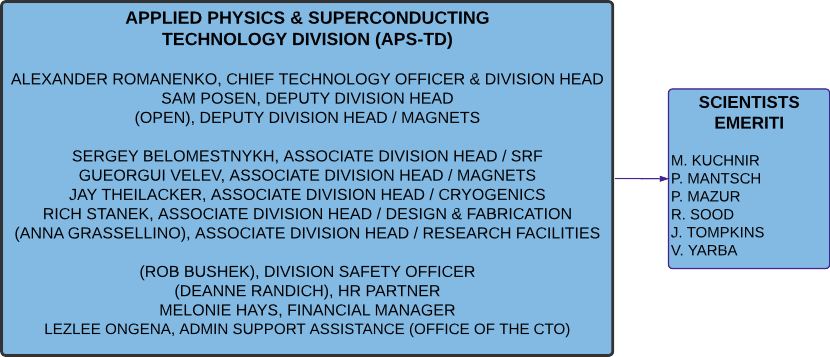 APPLIED PHYSICS & SUPERCONDUCTING
TECHNOLOGY DIVISION (APS-TD)
ALEXANDER ROMANENKO, CHIEF TECHNOLOGY OFFICER & DIVISION HEAD
SAM POSEN, DEPUTY DIVISION HEAD
(OPEN), DEPUTY DIVISION HEAD / MAGNETS
SERGEY BELOMESTNYKH, ASSOCIATE DIVISION HEAD / SRF
GUEORGUI VELEV, ASSOCIATE DIVISION HEAD / MAGNETS
JAY THEILACKER, ASSOCIATE DIVISION HEAD / CRYOGENICS
RICH STANEK, ASSOCIATE DIVISION HEAD / DESIGN & FABRICATION
(ANNA GRASSELLINO), ASSOCIATE DIVISION HEAD / RESEARCH FACILITIES
(ROB BUSHEK), DIVISION SAFETY OFFICER
(DEANNE RANDICH), HR PARTNER
MELONIE HAYS, FINANCIAL MANAGER
LEZLEE ONGENA, ADMIN SUPPORT ASSISTANCE (OFFICE OF THE CTO)
SCIENTISTS
EMERITI
M. KUCHNIR
P. MANTSCH
P. MAZUR
R. SOOD
J. TOMPKINS
V. YARBA